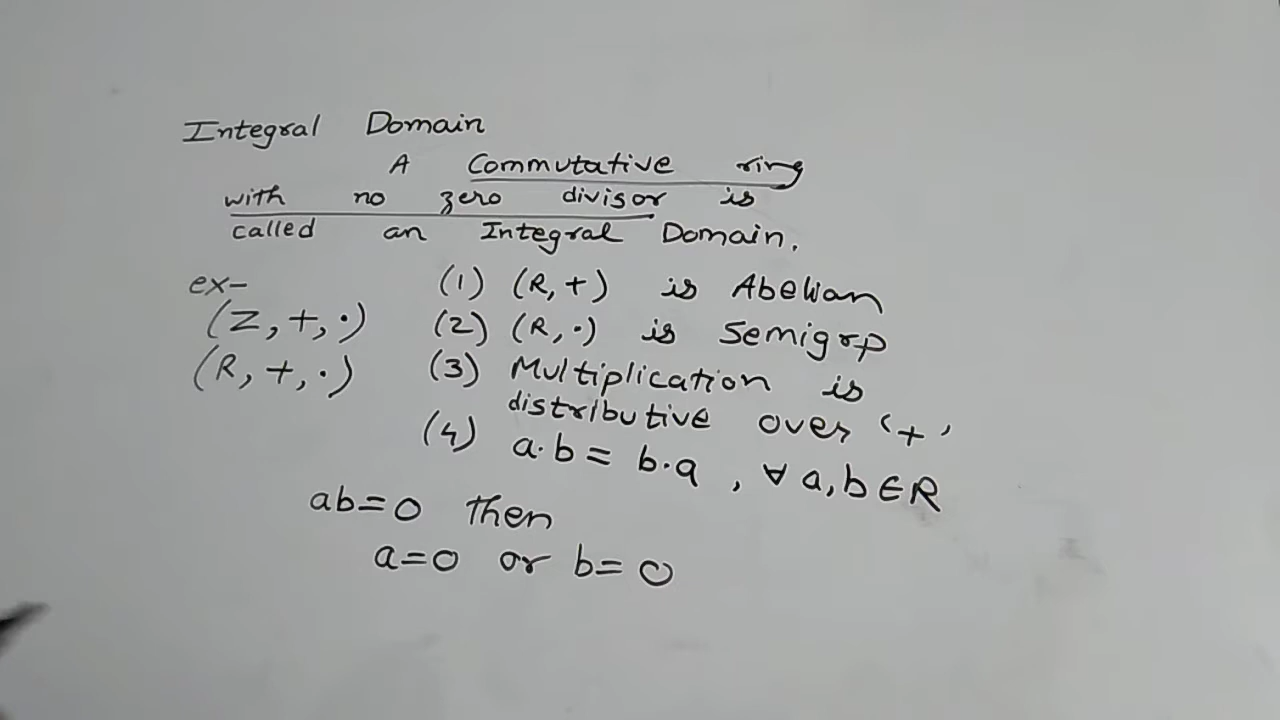 Integral Domain
A Commutative ring
with no zero divisor is
called an Integral Domain.
ex-
(Z, +, ·)
(R, +, ·)
(1) (R, +) is Abelian
(2) (R, ·) is Semigrp
(3) Multiplication is
distributive over '+'
(4) a·b = b·a, ∀ a, b ∈ R
ab=0 then
a=0 or b=0